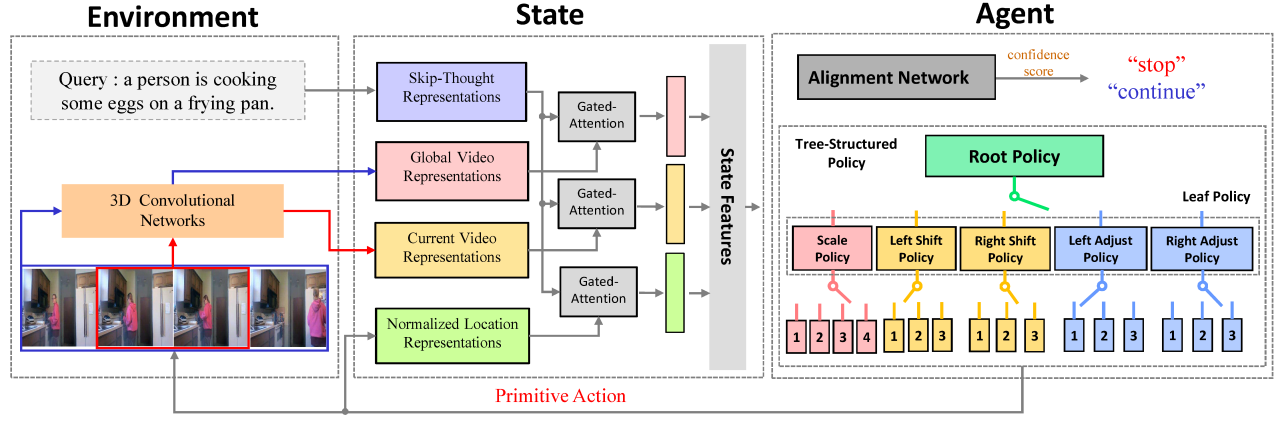 Environment
State
Agent
Query : a person is cooking
some eggs on a frying pan.
3D Convolutional
Networks
Skip-Thought
Representations
Global Video
Representations
Current Video
Representations
Normalized Location
Representations
Gated-
Attention
Gated-
Attention
Gated-
Attention
State Features
Alignment Network
confidence
score
“stop”
“continue”
Tree-Structured
Policy
Root Policy
Leaf Policy
Scale
Policy
Left Shift
Policy
Right Shift
Policy
Left Adjust
Policy
Right Adjust
Policy
1 2 3 4 1 2 3 1 2 3 1 2 3 1 2 3
Primitive Action